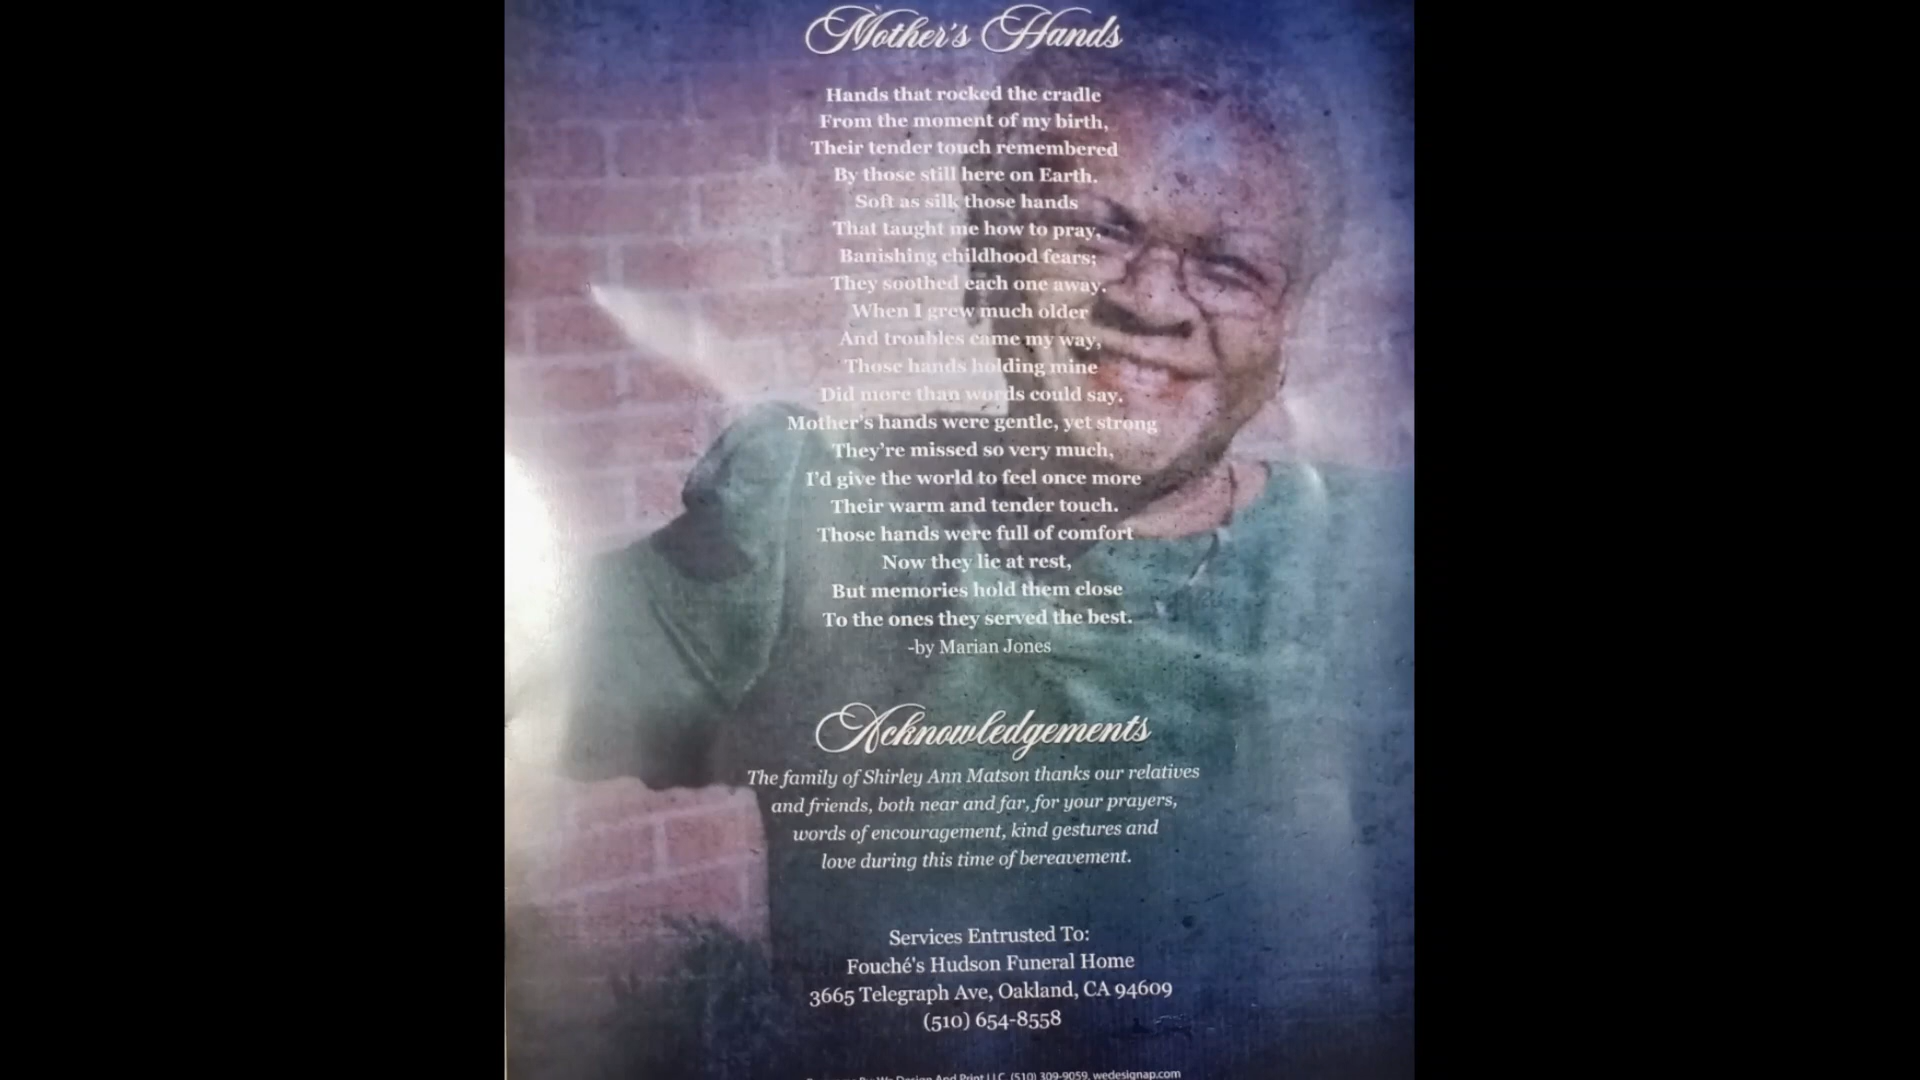 Mother's Hands
Hands that rocked the cradle
From the moment of my birth,
Their tender touch remembered
By those still here on Earth.
Soft as silk those hands
That taught me how to pray,
Banishing childhood fears;
They soothed each one away.
When I grew much older
And troubles came my way,
Those hands holding mine
Did more than words could say.
Mother's hands were gentle, yet strong
They're missed so very much,
I'd give the world to feel once more
Their warm and tender touch.
Those hands were full of comfort
Now they lie at rest,
But memories hold them close
To the ones they served the best.
-by Marian Jones
Acknowledgements
The family of Shirley Ann Matson thanks our relatives
and friends, both near and far, for your prayers,
words of encouragement, kind gestures and
love during this time of bereavement.
Services Entrusted To:
Fouché's Hudson Funeral Home
3665 Telegraph Ave, Oakland, CA 94609
(510) 654-8558
We Design And Print LLC, (510) 309-9059, wedesignap.com